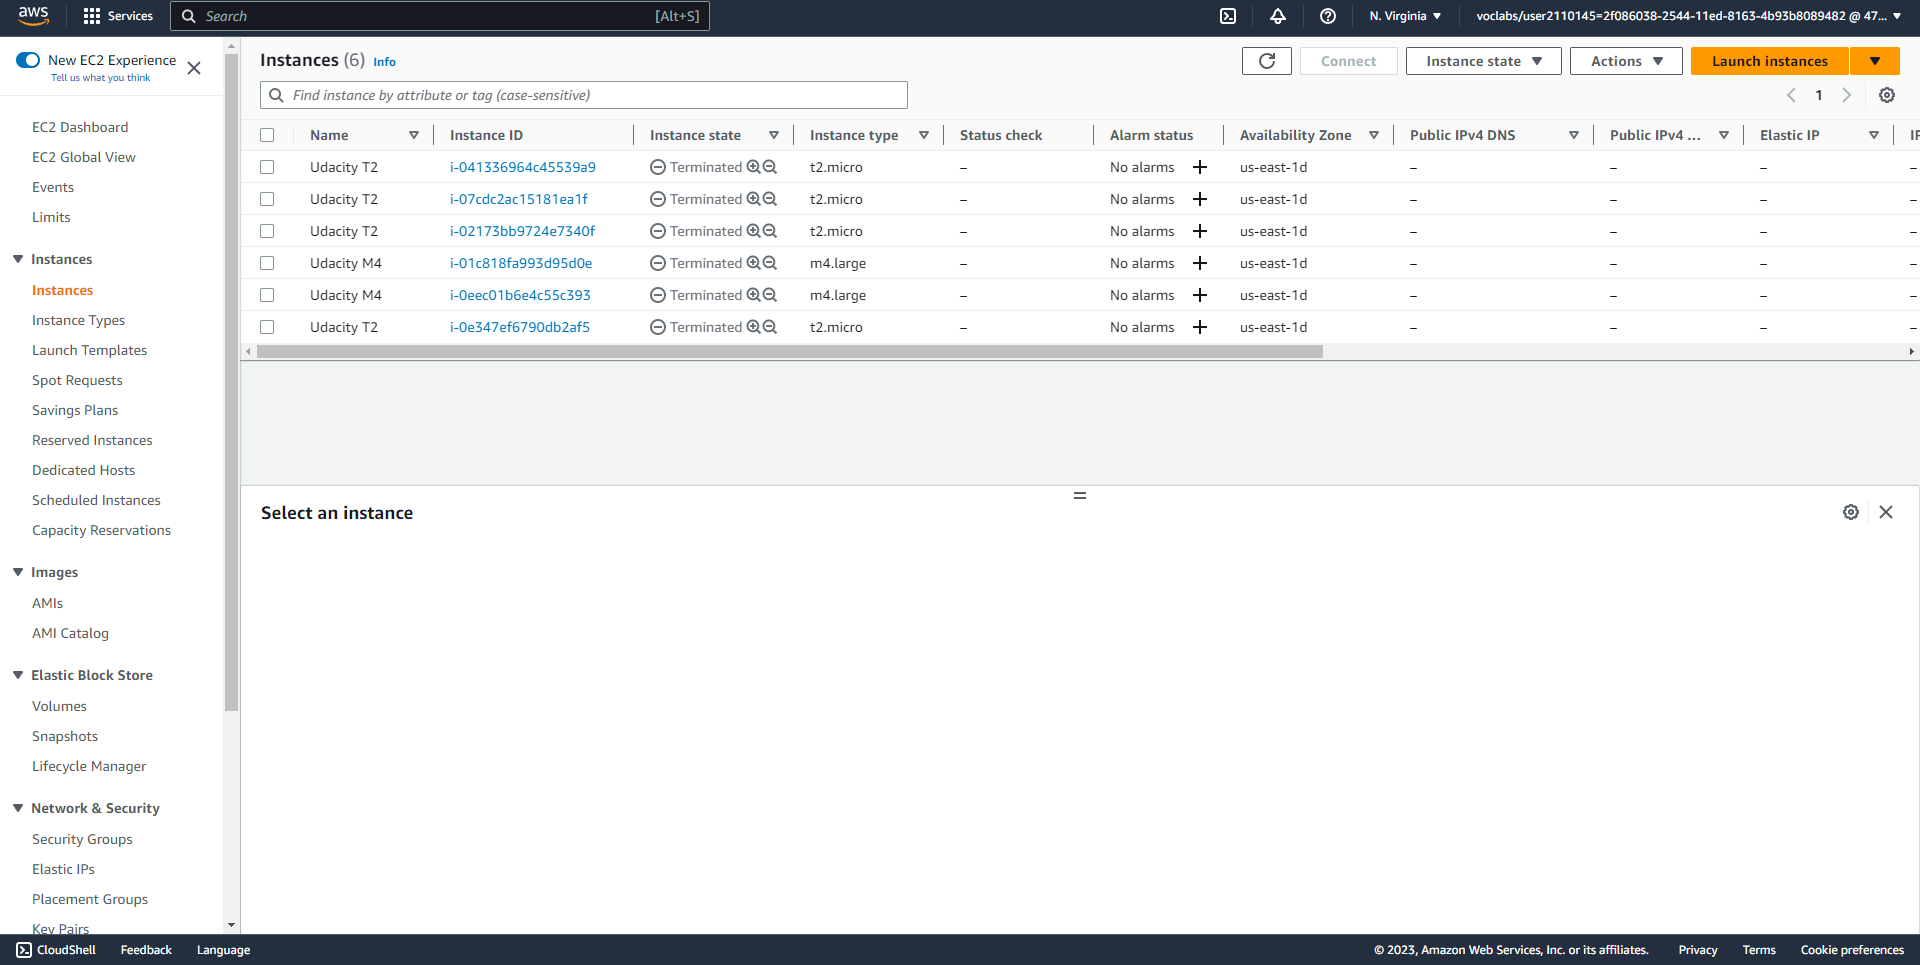 aws Services Search [Alt+S] N. Virginia voclabs/user2110145=2f086038-2544-11ed-8163-4b93b8089482 @ 47...
New EC2 Experience
Tell us what you think
EC2 Dashboard
EC2 Global View
Events
Limits
Instances
Instances
Instance Types
Launch Templates
Spot Requests
Savings Plans
Reserved Instances
Dedicated Hosts
Scheduled Instances
Capacity Reservations
Images
AMIs
AMI Catalog
Elastic Block Store
Volumes
Snapshots
Lifecycle Manager
Network & Security
Security Groups
Elastic IPs
Placement Groups
Key Pairs
Instances (6) Info Connect Instance state Actions Launch instances
Find instance by attribute or tag (case-sensitive) 1
Name Instance ID Instance state Instance type Status check Alarm status Availability Zone Public IPv4 DNS Public IPv4 ... Elastic IP IP
Udacity T2 i-041336964c45539a9 Terminated t2.micro – No alarms us-east-1d – – – –
Udacity T2 i-07cdc2ac15181ea1f Terminated t2.micro – No alarms us-east-1d – – – –
Udacity T2 i-02173bb9724e7340f Terminated t2.micro – No alarms us-east-1d – – – –
Udacity M4 i-01c818fa993d95d0e Terminated m4.large – No alarms us-east-1d – – – –
Udacity M4 i-0eec01b6e4c55c393 Terminated m4.large – No alarms us-east-1d – – – –
Udacity T2 i-0e347ef6790db2af5 Terminated t2.micro – No alarms us-east-1d – – – –
Select an instance
CloudShell Feedback Language © 2023, Amazon Web Services, Inc. or its affiliates. Privacy Terms Cookie preferences